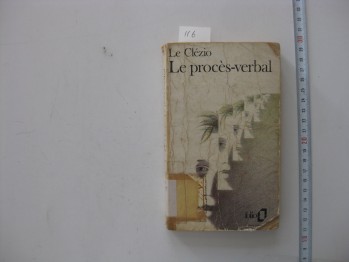 116
Le Clézio
Le procès-verbal
folio